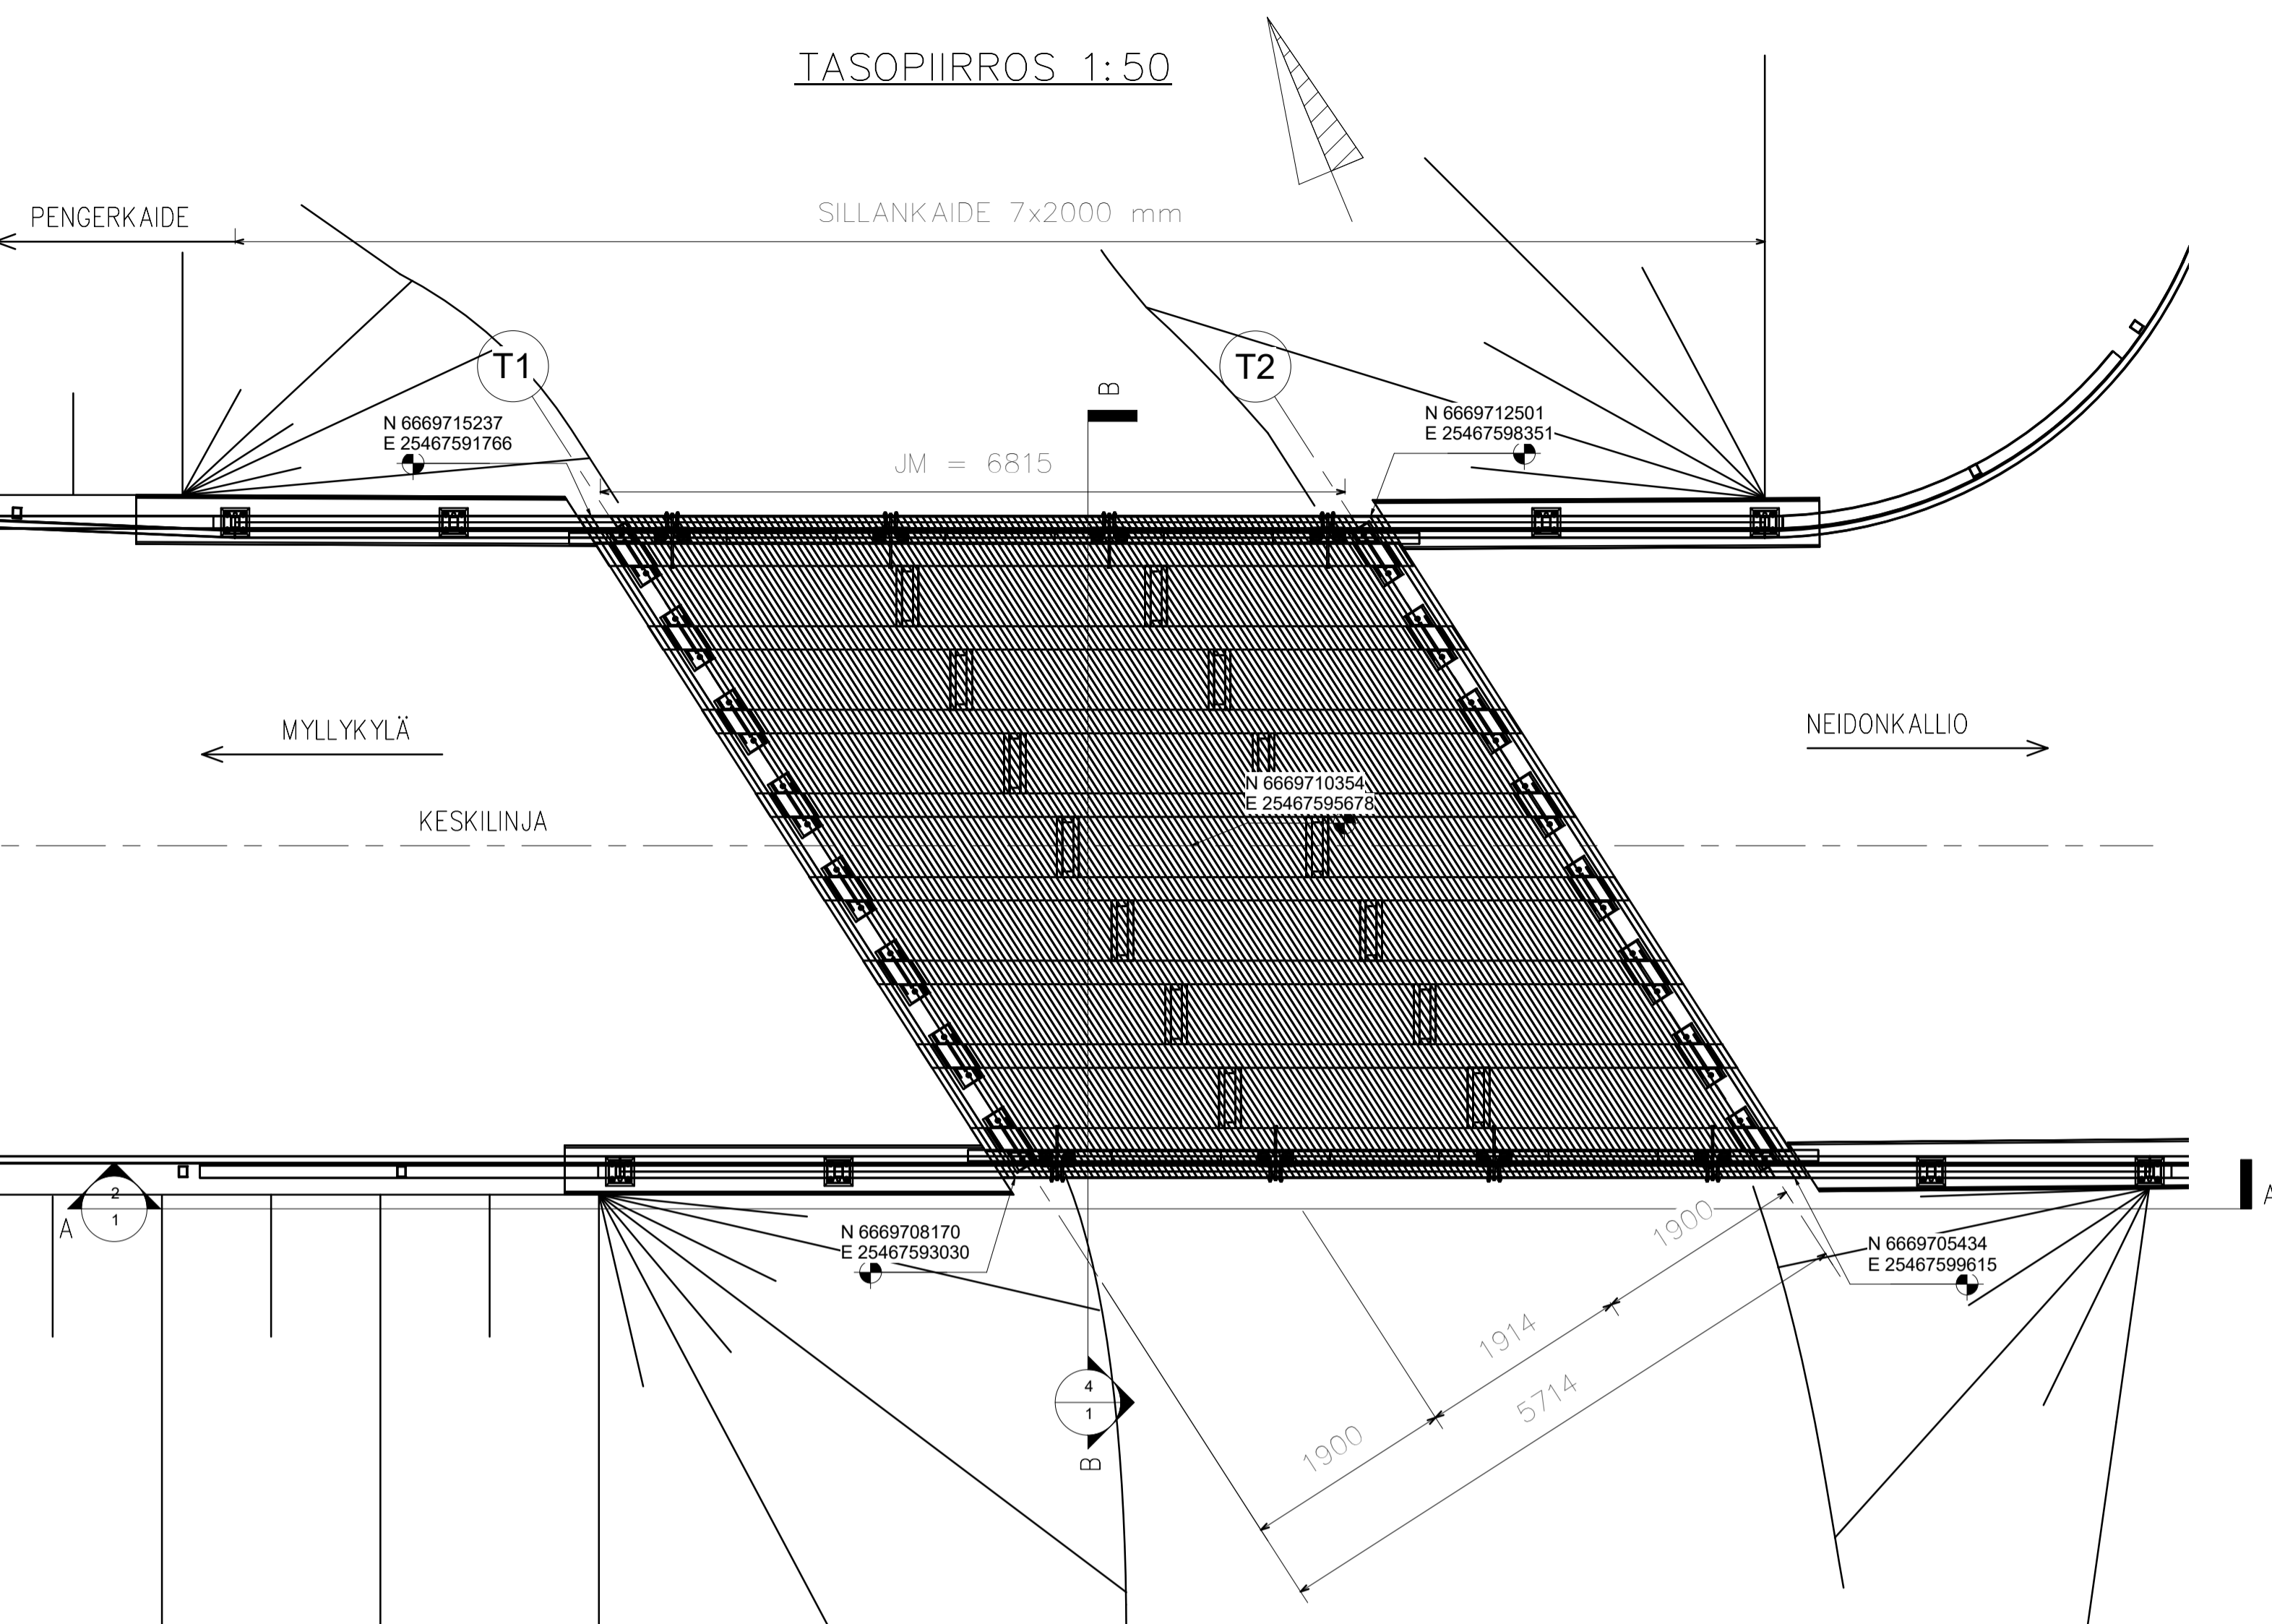 TASOPIIRROS 1:50
PENGERKAIDE
SILLANKAIDE 7x2000 mm
T1
T2
B
N 6669715237
E 25467591766
N 6669712501
E 25467598351
JM = 6815
MYLLYKYLÄ
NEIDONKALLIO
N 6669710354
E 25467595678
KESKILINJA
2
1
A
A
N 6669708170
E 25467593030
N 6669705434
E 25467599615
1900
1914
5714
1900
4
1
B